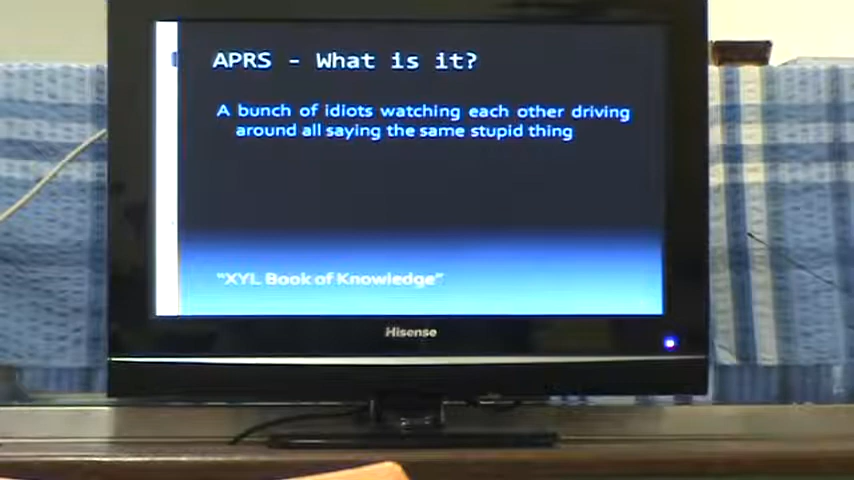 APRS - What is it?
A bunch of idiots watching each other driving
around all saying the same stupid thing
"XYL Book of Knowledge"
Hisense